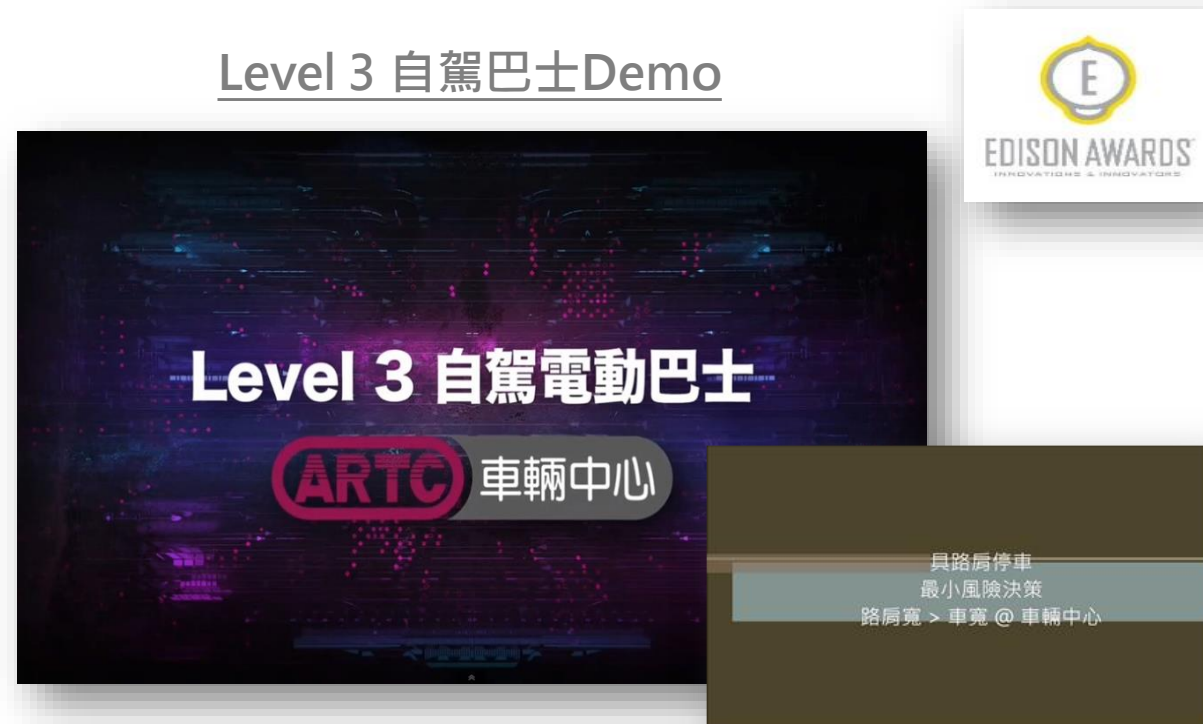 Level 3 自駕巴士Demo
E
EDISON AWARDS
INNOVATIONS & INNOVATORS
Level 3 自駕電動巴士
ARTC 車輛中心
具路肩停車
最小風險決策
路肩寬 > 車寬 @ 車輛中心